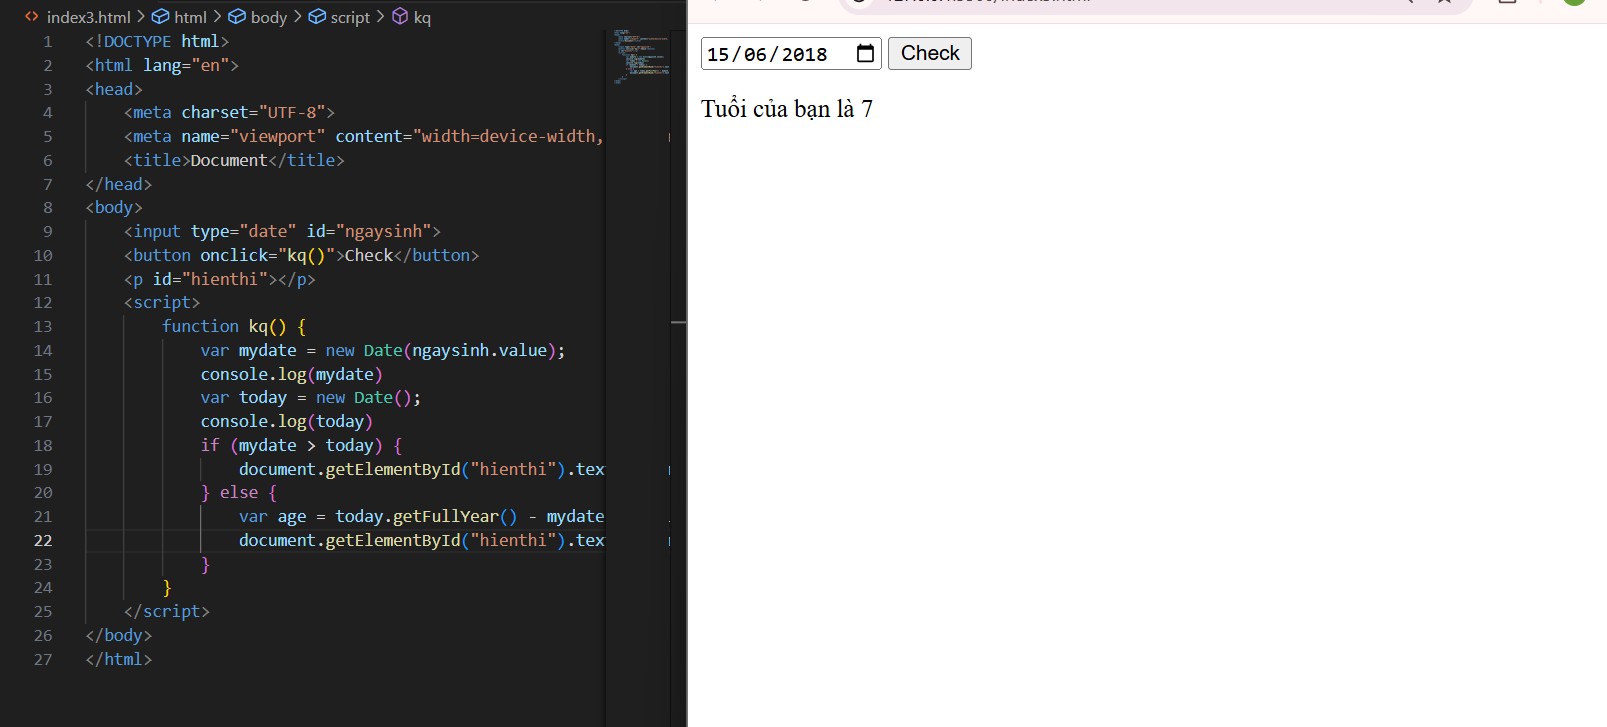 index3.html > html > body > script > kq
1 <!DOCTYPE html>
2 <html lang="en">
3 <head>
4 <meta charset="UTF-8">
5 <meta name="viewport" content="width=device-width,
6 <title>Document</title>
7 </head>
8 <body>
9 <input type="date" id="ngaysinh">
10 <button onclick="kq()">Check</button>
11 <p id="hienthi"></p>
12 <script>
13 function kq() {
14 var mydate = new Date(ngaysinh.value);
15 console.log(mydate)
16 var today = new Date();
17 console.log(today)
18 if (mydate > today) {
19 document.getElementById("hienthi").tex
20 } else {
21 var age = today.getFullYear() - mydate
22 document.getElementById("hienthi").tex
23 }
24 }
25 </script>
26 </body>
27 </html>
15/06/2018 Check
Tuổi của bạn là 7